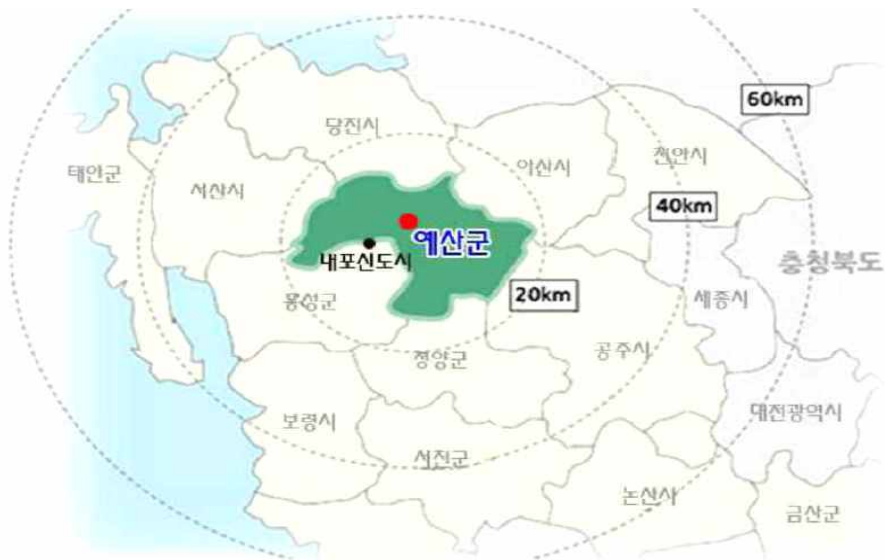 60km
당진시
아산시
천안시
태안군
서산시
40km
예산군
내포신도시
충청북도
20km
홍성군
세종시
청양군
공주시
보령시
대전광역시
서천군
논산시
금산군